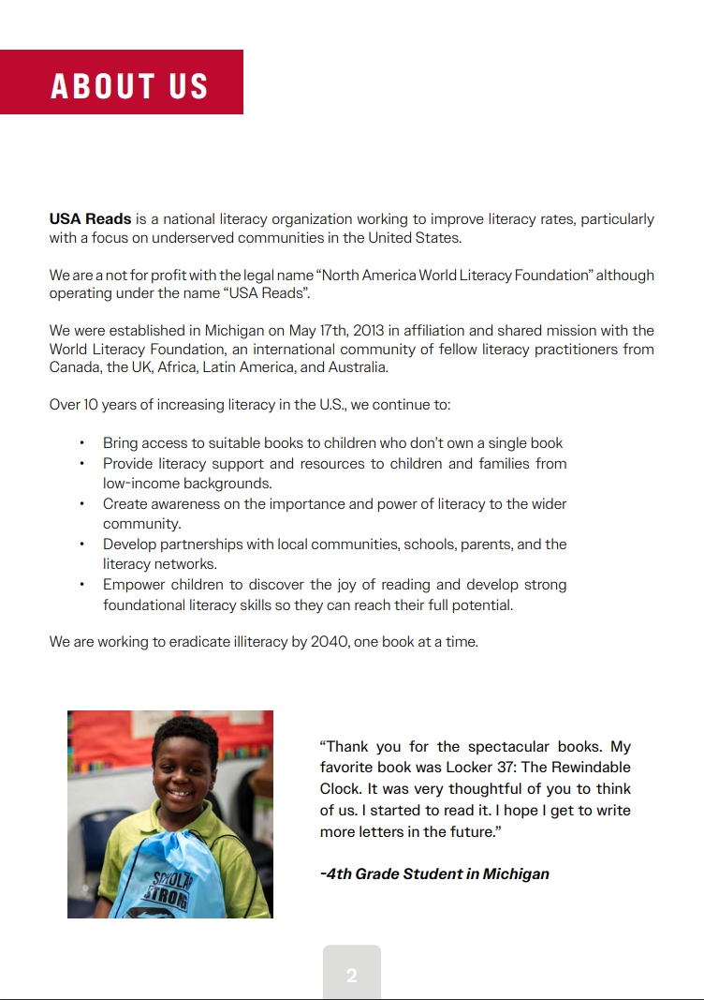 ABOUT US
USA Reads is a national literacy organization working to improve literacy rates, particularly
with a focus on underserved communities in the United States.
We are a not for profit with the legal name “North America World Literacy Foundation” although
operating under the name “USA Reads”.
We were established in Michigan on May 17th, 2013 in affiliation and shared mission with the
World Literacy Foundation, an international community of fellow literacy practitioners from
Canada, the UK, Africa, Latin America, and Australia.
Over 10 years of increasing literacy in the U.S., we continue to:
• Bring access to suitable books to children who don’t own a single book
• Provide literacy support and resources to children and families from
low-income backgrounds.
• Create awareness on the importance and power of literacy to the wider
community.
• Develop partnerships with local communities, schools, parents, and the
literacy networks.
• Empower children to discover the joy of reading and develop strong
foundational literacy skills so they can reach their full potential.
We are working to eradicate illiteracy by 2040, one book at a time.
SCHOLAR
STRONG
“Thank you for the spectacular books. My
favorite book was Locker 37: The Rewindable
Clock. It was very thoughtful of you to think
of us. I started to read it. I hope I get to write
more letters in the future.”
-4th Grade Student in Michigan
2